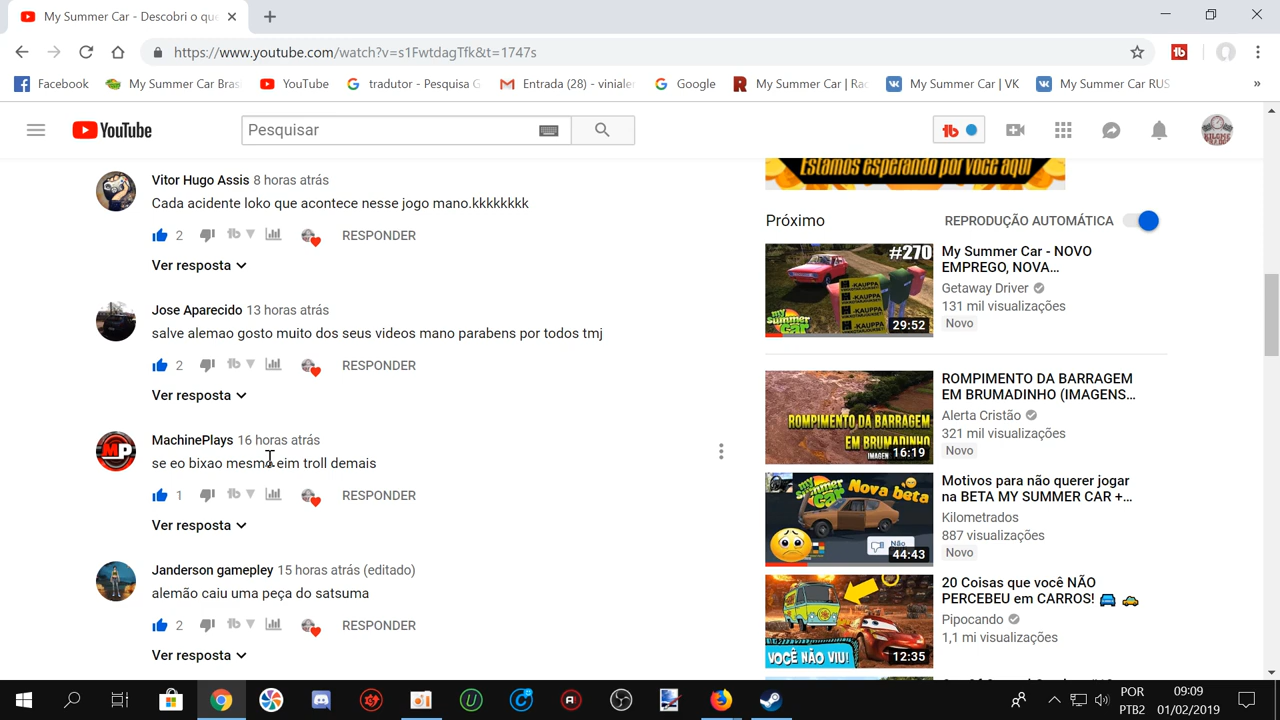 My Summer Car - Descobri o que
https://www.youtube.com/watch?v=s1FwtdagTfk&t=1747s
Facebook
My Summer Car Bras
YouTube
tradutor - Pesquisa G
Entrada (28) - vinialer
Google
My Summer Car | Rac
My Summer Car | VK
My Summer Car RUS
»
YouTube
Pesquisar
Estamos esperando por você aqui
Vitor Hugo Assis 8 horas atrás
Cada acidente loko que acontece nesse jogo mano.kkkkkkkk
2 RESPONDER
Ver resposta
Jose Aparecido 13 horas atrás
salve alemao gosto muito dos seus videos mano parabens por todos tmj
2 RESPONDER
Ver resposta
MachinePlays 16 horas atrás
se eo bixao mesmo eim troll demais
1 RESPONDER
Ver resposta
Janderson gamepley 15 horas atrás (editado)
alemão caiu uma peça do satsuma
2 RESPONDER
Ver resposta
Próximo
REPRODUÇÃO AUTOMÁTICA
#270
-KAUPPA
my summer car
29:52
My Summer Car - NOVO
EMPREGO, NOVA...
Getaway Driver
131 mil visualizações
Novo
ROMPIMENTO DA BARRAGEM
EM BRUMADINHO
IMAGEN
16:19
ROMPIMENTO DA BARRAGEM
EM BRUMADINHO (IMAGENS...
Alerta Cristão
321 mil visualizações
Novo
Nova beta
Não
44:43
Motivos para não querer jogar
na BETA MY SUMMER CAR +...
Kilometrados
887 visualizações
Novo
VOCÊ NÃO VIU!
12:35
20 Coisas que você NÃO
PERCEBEU em CARROS!
Pipocando
1,1 mi visualizações
POR
PTB2
09:09
01/02/2019